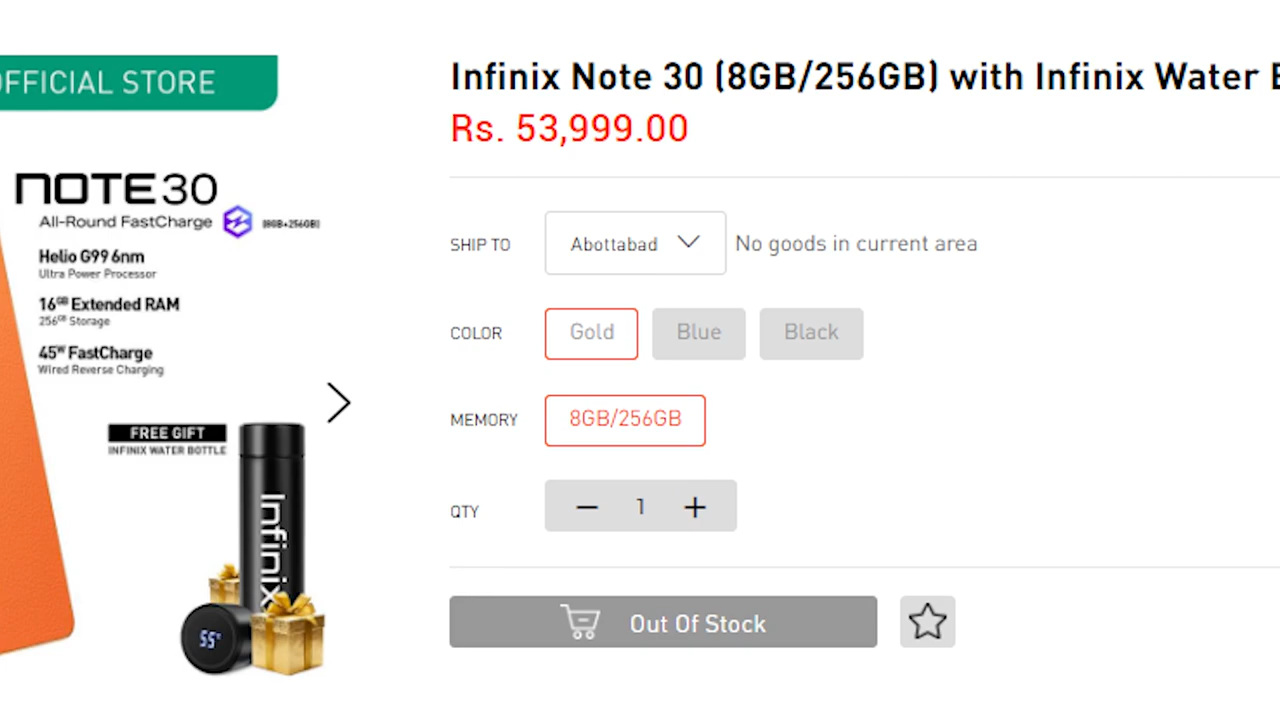 OFFICIAL STORE
NOTE 30
All-Round FastCharge [8GB+256GB]
Helio G99 6nm
Ultra Power Processor
16GB Extended RAM
256GB Storage
45W FastCharge
Wired Reverse Charging
FREE GIFT
INFINIX WATER BOTTLE
Infinix
55°
Infinix Note 30 (8GB/256GB) with Infinix Water
Rs. 53,999.00
SHIP TO Abottabad No goods in current area
COLOR Gold Blue Black
MEMORY 8GB/256GB
QTY − 1 +
Out Of Stock